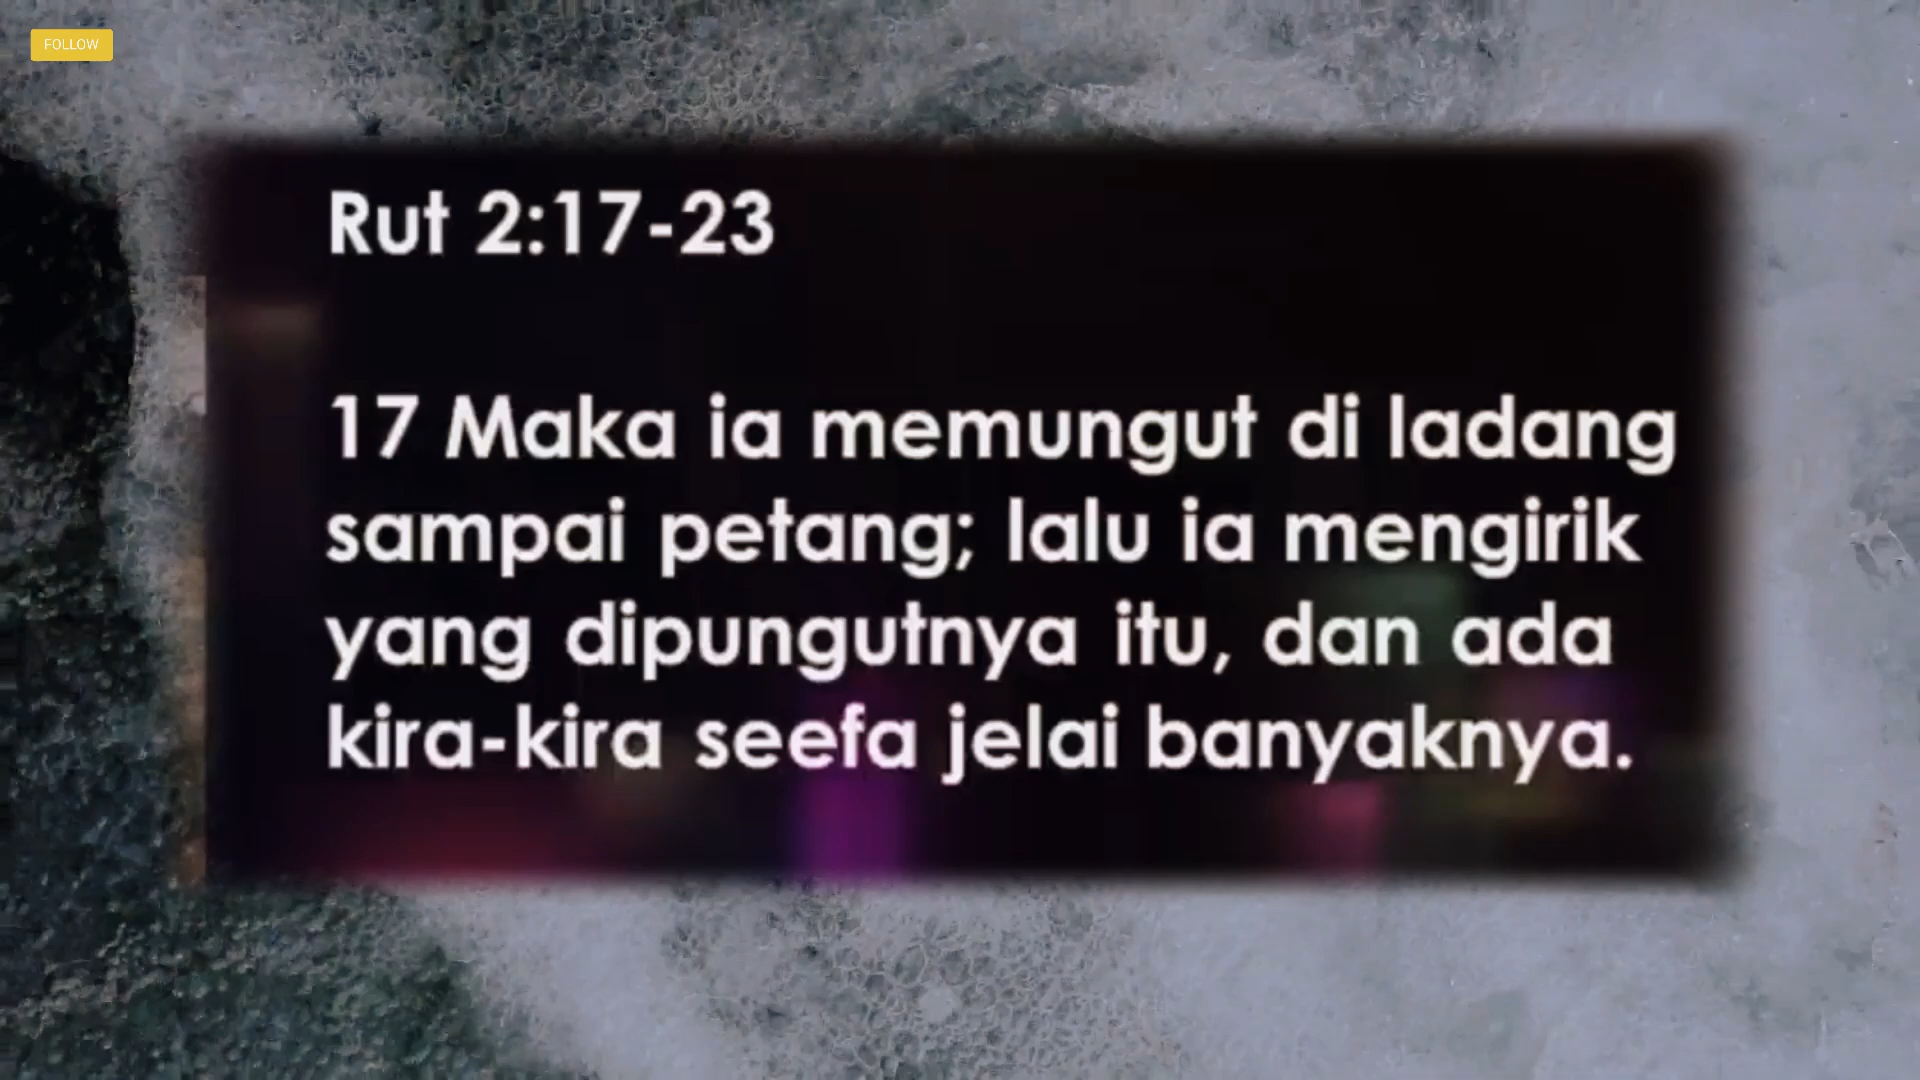 FOLLOW
Rut 2:17-23
17 Maka ia memungut di ladang
sampai petang; lalu ia mengirik
yang dipungutnya itu, dan ada
kira-kira seefa jelai banyaknya.